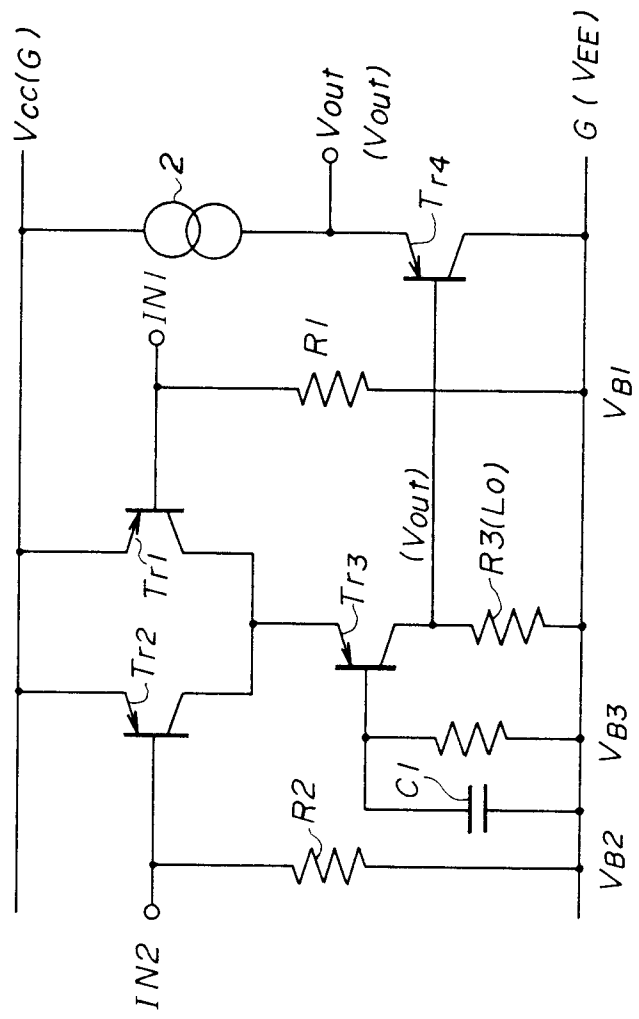 Vcc(G)
2
IN1
Vout
(Vout)
Tr1
Tr2
R1
Tr4
Tr3
(Vout)
IN2
R2
C1
R3(Lo)
G(VEE)
VB2
VB3
VB1